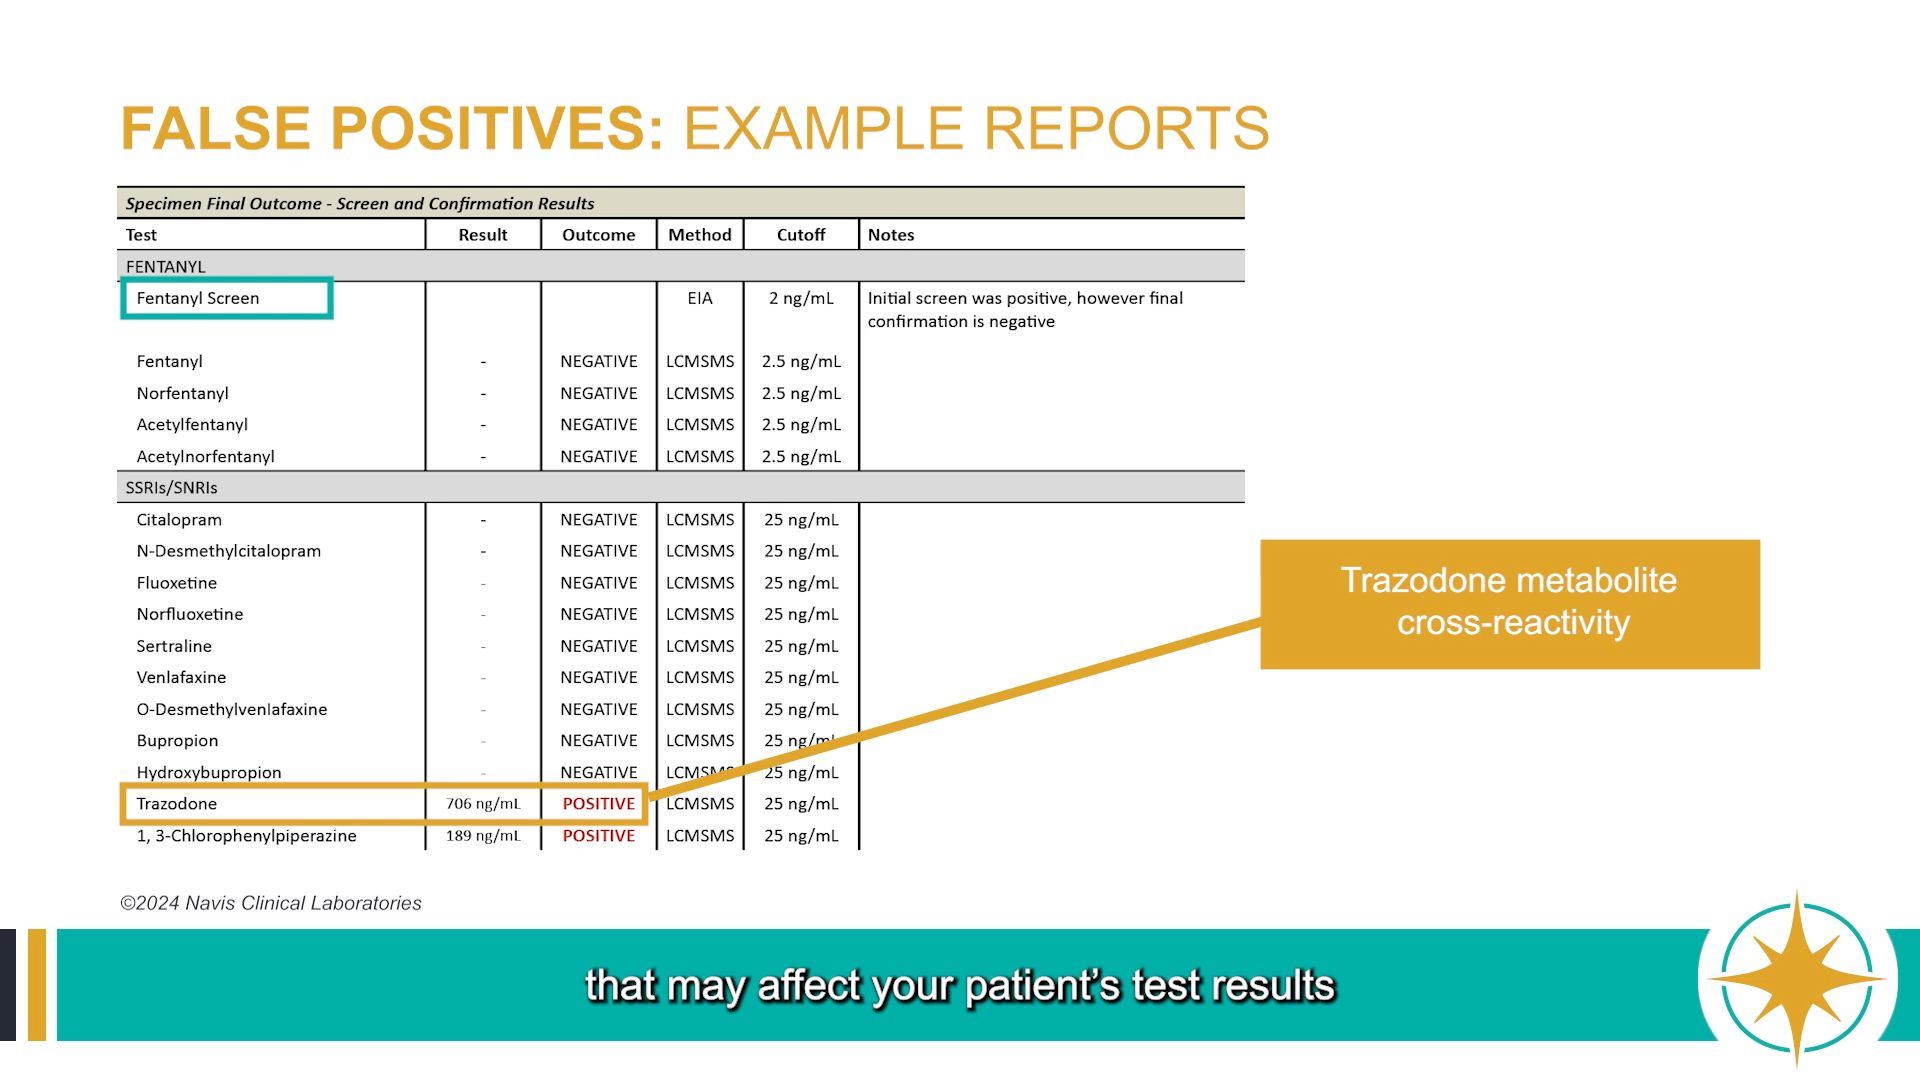 FALSE POSITIVES: EXAMPLE REPORTS
Specimen Final Outcome - Screen and Confirmation Results
Test Result Outcome Method Cutoff Notes
FENTANYL
Fentanyl Screen EIA 2 ng/mL Initial screen was positive, however final
confirmation is negative
Fentanyl - NEGATIVE LCMSMS 2.5 ng/mL
Norfentanyl - NEGATIVE LCMSMS 2.5 ng/mL
Acetylfentanyl - NEGATIVE LCMSMS 2.5 ng/mL
Acetylnorfentanyl - NEGATIVE LCMSMS 2.5 ng/mL
SSRIs/SNRIs
Citalopram - NEGATIVE LCMSMS 25 ng/mL
N-Desmethylcitalopram - NEGATIVE LCMSMS 25 ng/mL
Fluoxetine - NEGATIVE LCMSMS 25 ng/mL
Norfluoxetine - NEGATIVE LCMSMS 25 ng/mL
Sertraline - NEGATIVE LCMSMS 25 ng/mL
Venlafaxine - NEGATIVE LCMSMS 25 ng/mL
O-Desmethylvenlafaxine - NEGATIVE LCMSMS 25 ng/mL
Bupropion - NEGATIVE LCMSMS 25 ng/mL
Hydroxybupropion - NEGATIVE LCMSMS 25 ng/mL
Trazodone 706 ng/mL POSITIVE LCMSMS 25 ng/mL
1, 3-Chlorophenylpiperazine 189 ng/mL POSITIVE LCMSMS 25 ng/mL
Trazodone metabolite
cross-reactivity
©2024 Navis Clinical Laboratories
that may affect your patient's test results